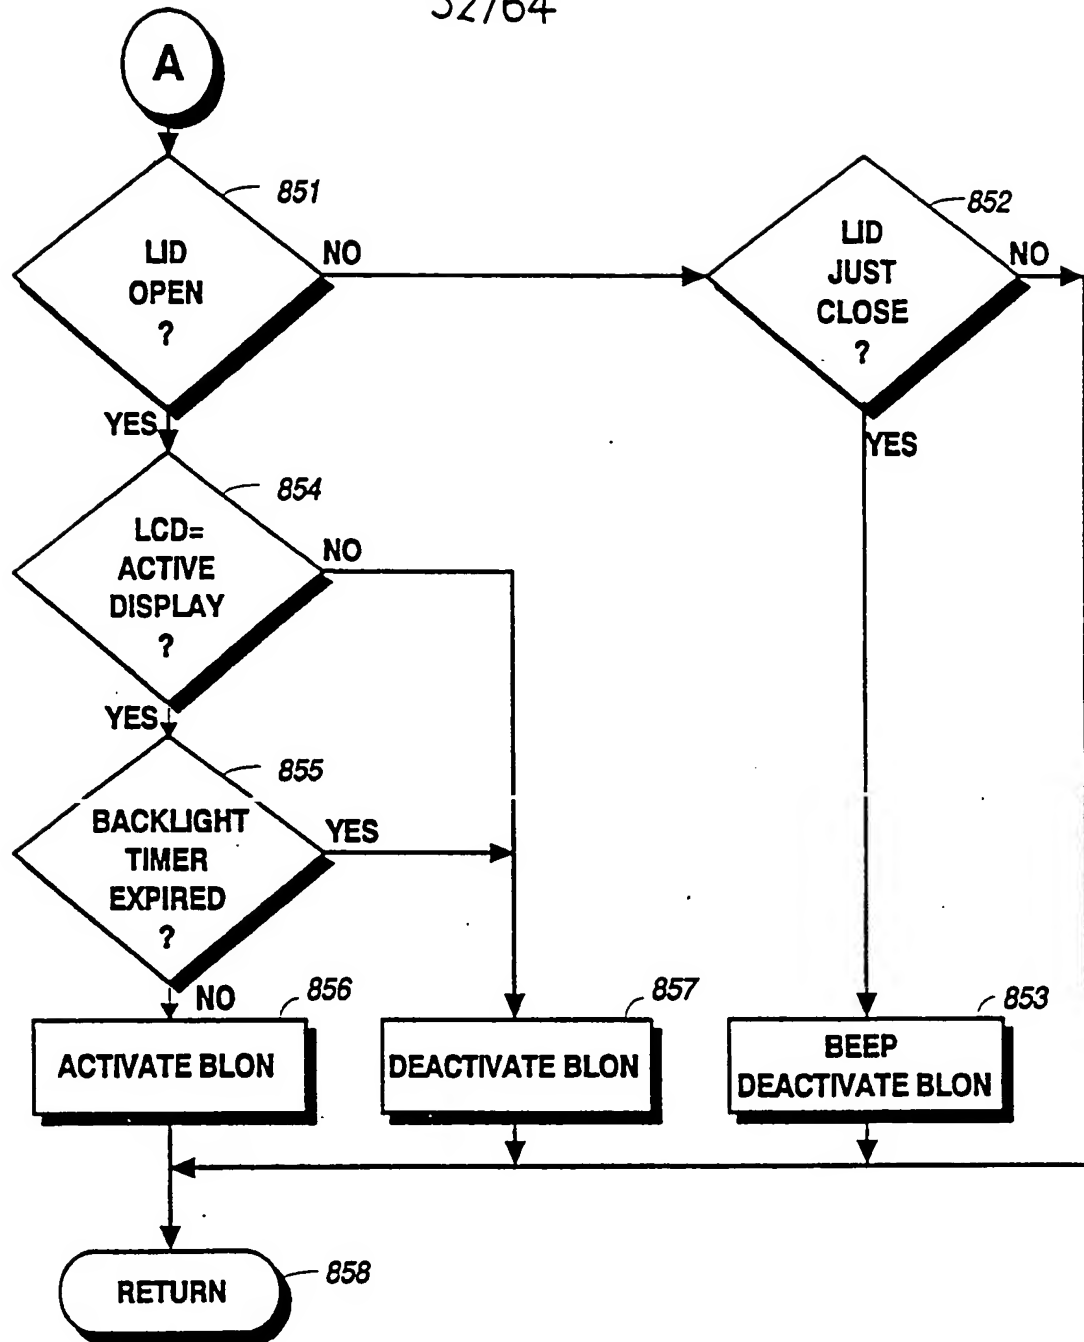 32/64
A
851
LID
OPEN
?
NO
852
LID
JUST
CLOSE
?
NO
YES
YES
854
LCD=
ACTIVE
DISPLAY
?
NO
YES
855
BACKLIGHT
TIMER
EXPIRED
?
YES
NO
856
ACTIVATE BLON
857
DEACTIVATE BLON
853
BEEP
DEACTIVATE BLON
RETURN
858